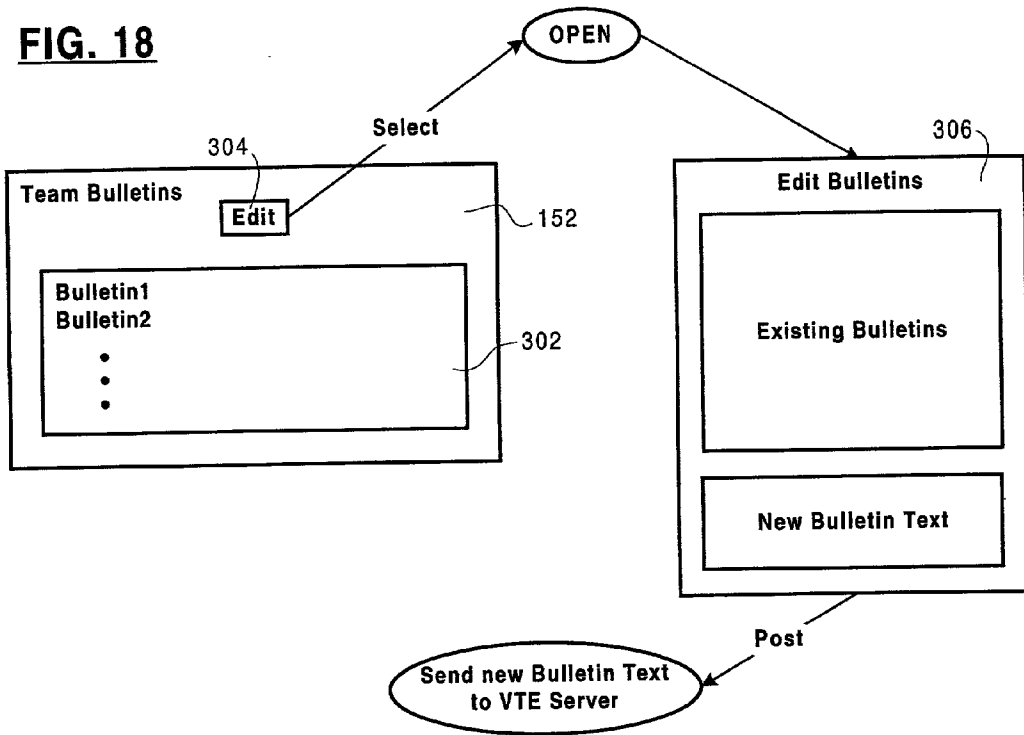 FIG. 18
OPEN
Select
304
306
Team Bulletins
Edit
152
Bulletin1
Bulletin2
302
Edit Bulletins
Existing Bulletins
New Bulletin Text
Post
Send new Bulletin Text
to VTE Server